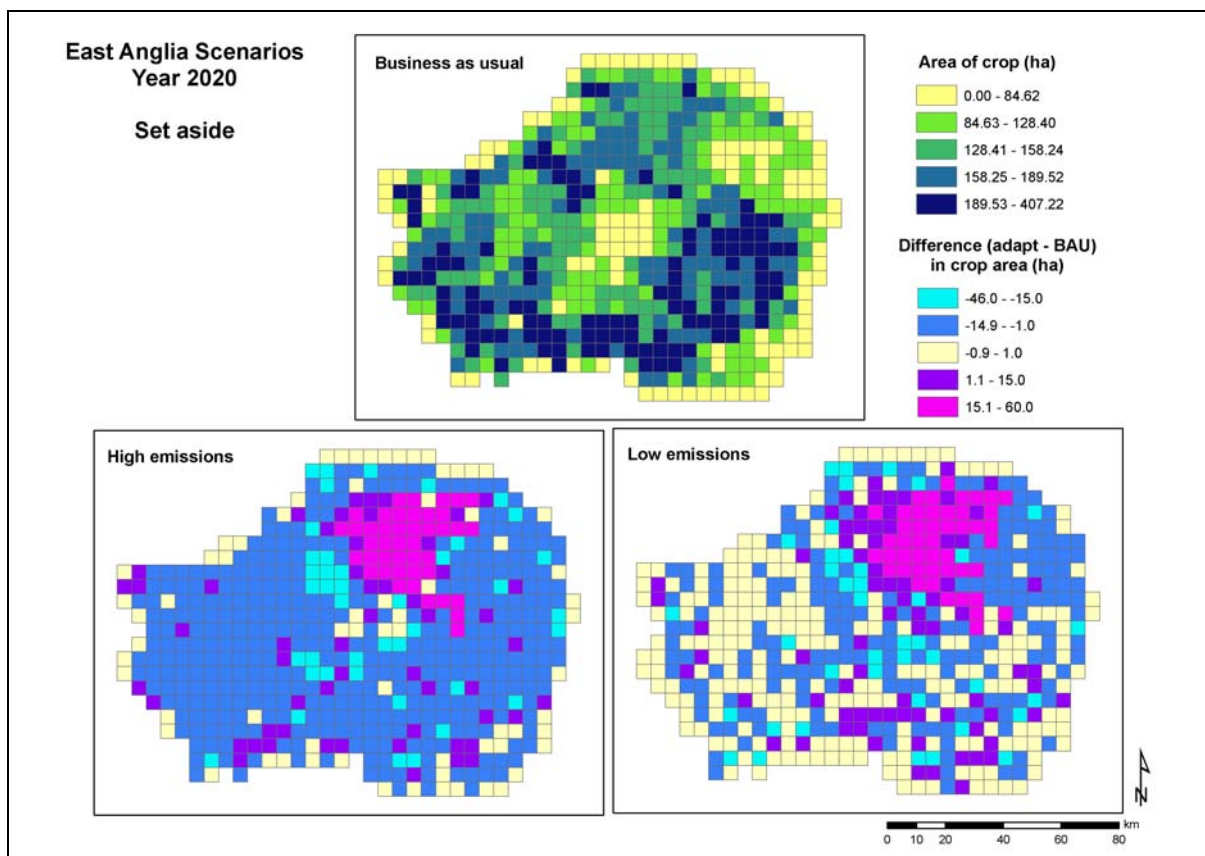 East Anglia Scenarios
Year 2020
Set aside
Business as usual
Area of crop (ha)
0.00 - 84.62
84.63 - 128.40
128.41 - 158.24
158.25 - 189.52
189.53 - 407.22
Difference (adapt - BAU)
in crop area (ha)
-46.0 - -15.0
-14.9 - -1.0
-0.9 - 1.0
1.1 - 15.0
15.1 - 60.0
High emissions
Low emissions
N
km
0 10 20 40 60 80